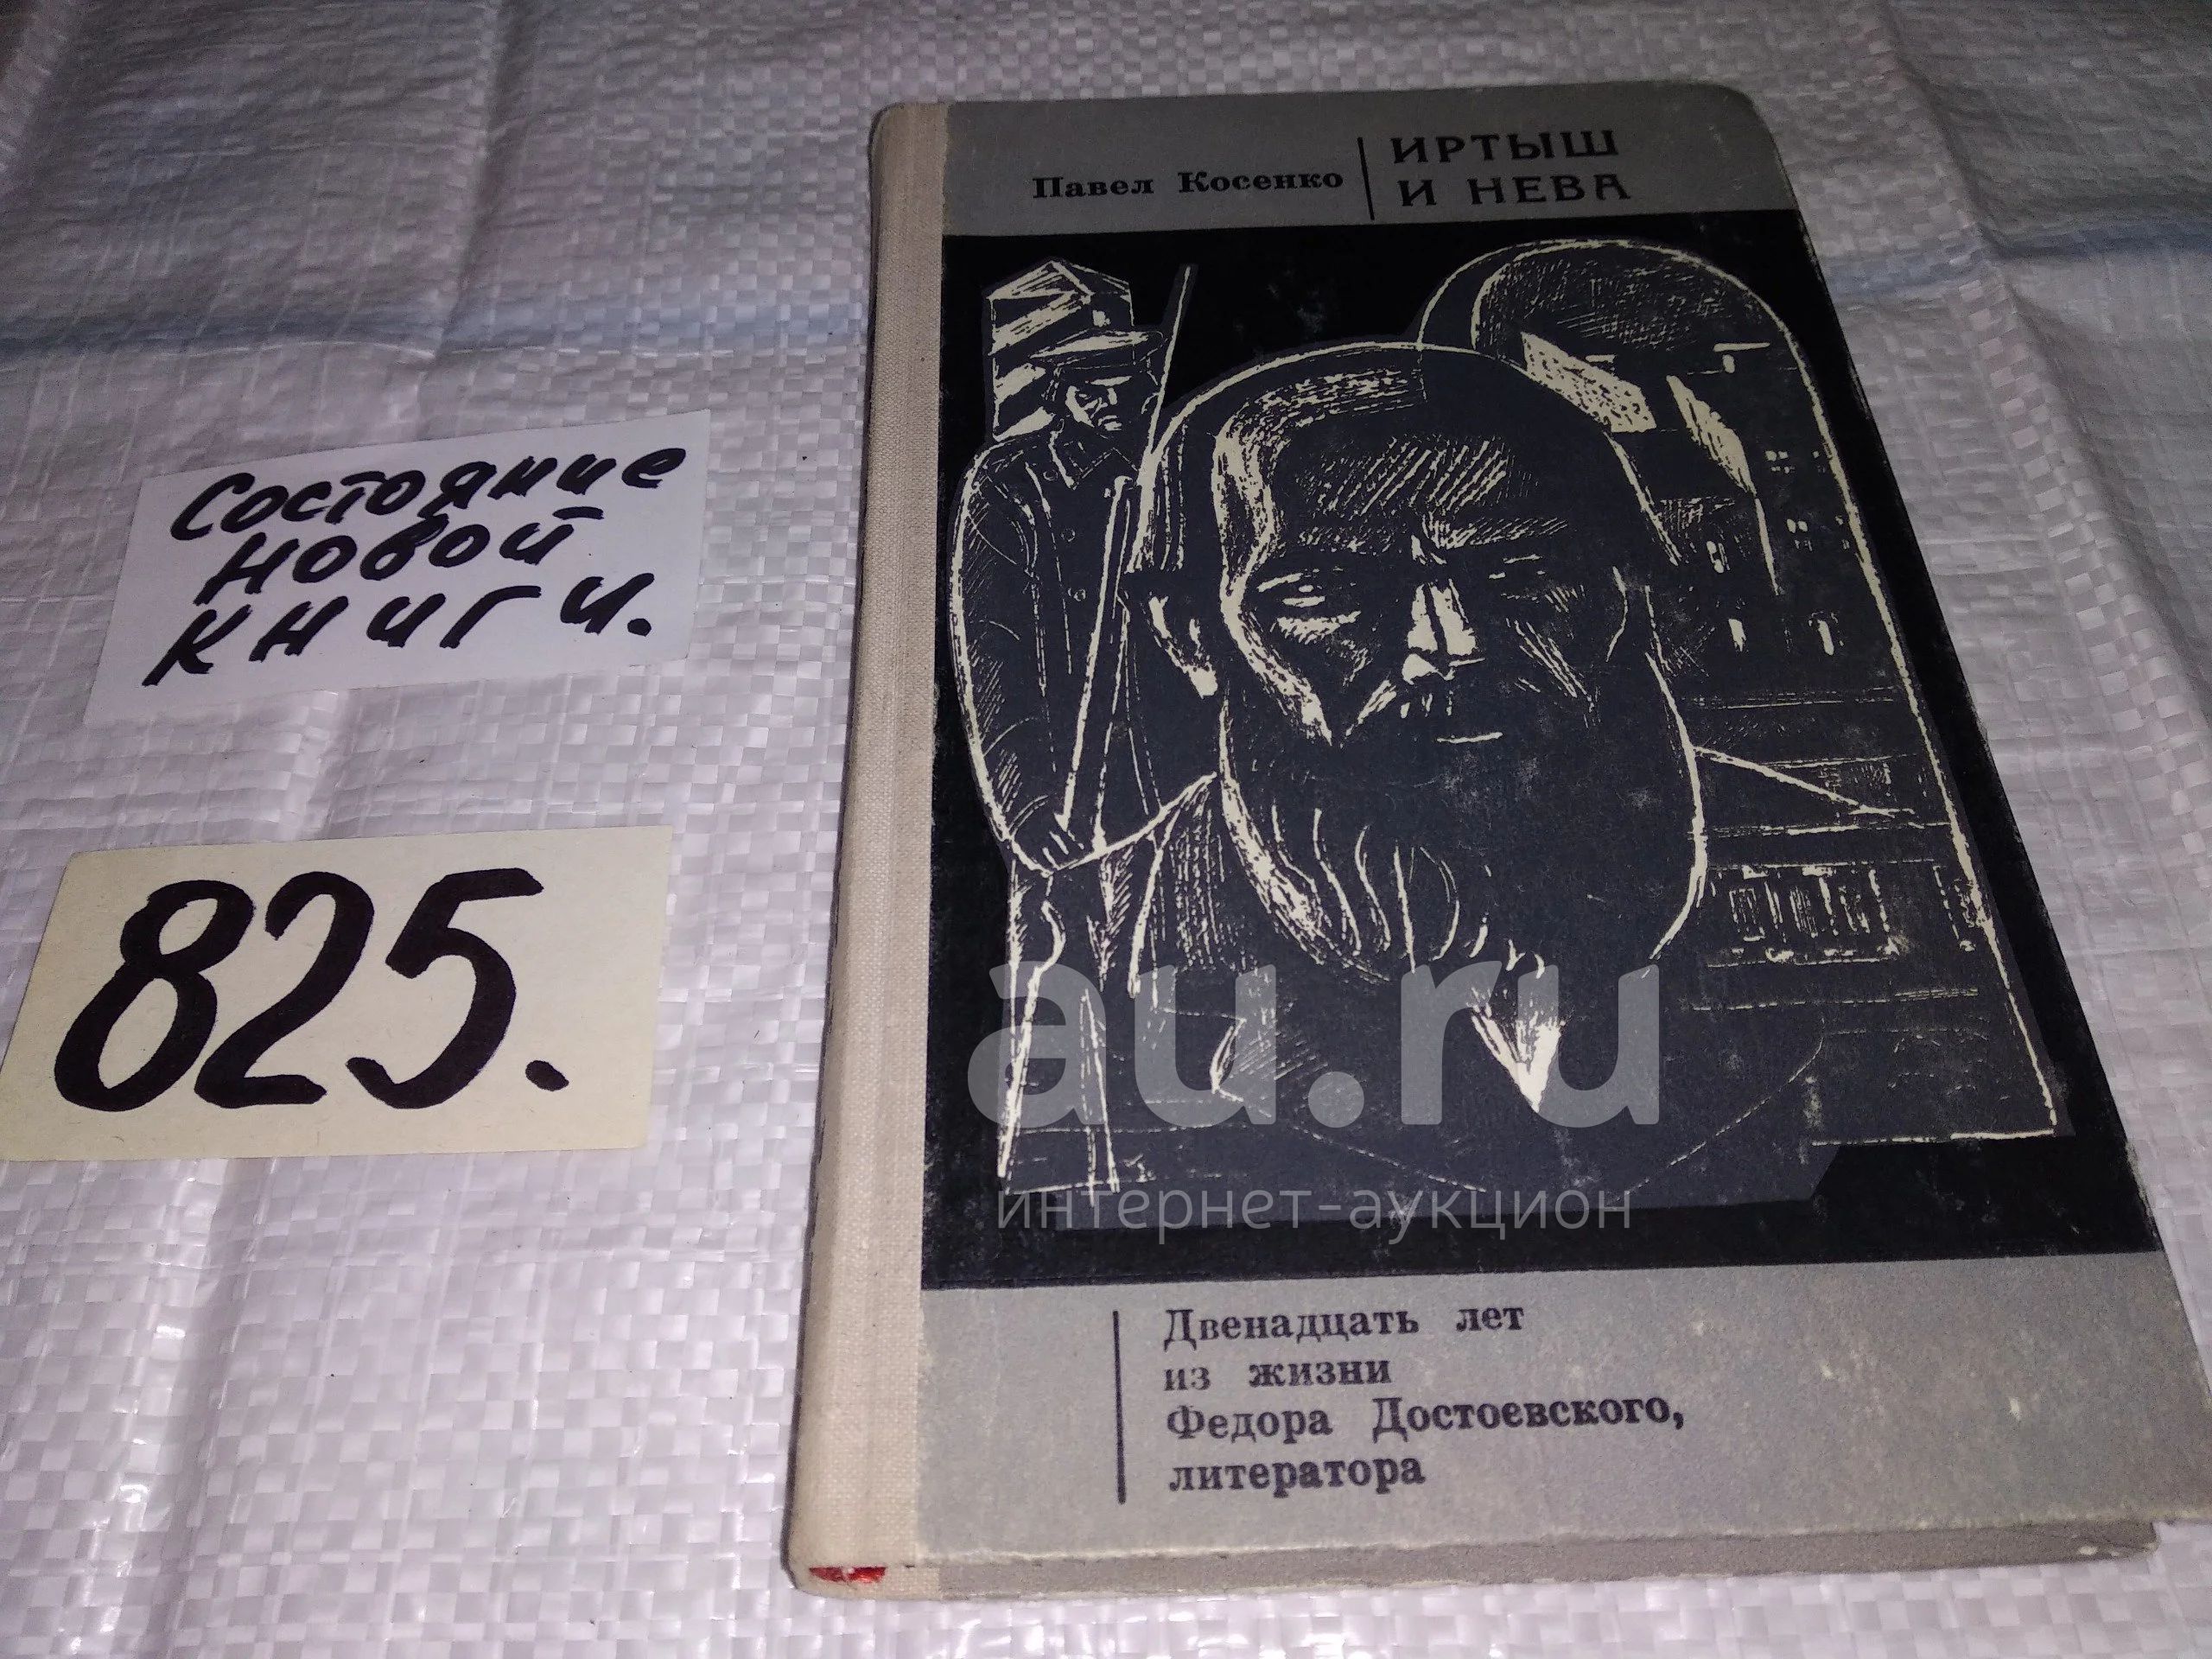 Павел Косенко
ИРТЫШ
И НЕВА
Состояние
новой
книги.
825.
au.ru
интернет-аукцион
Двенадцать лет
из жизни
Федора Достоевского,
литератора